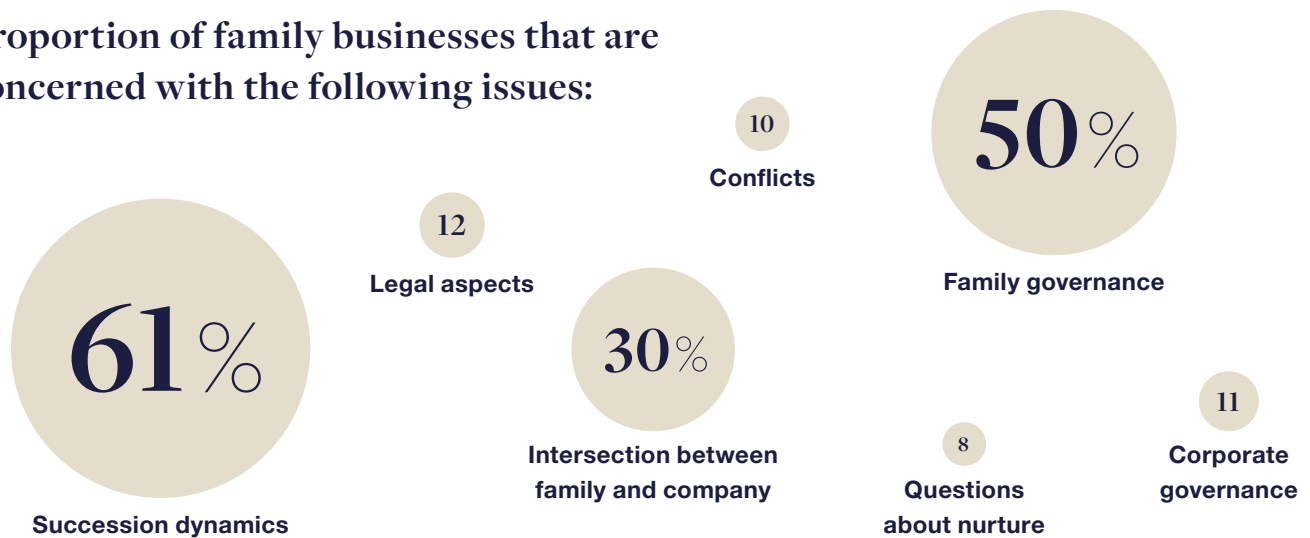 roportion of family businesses that are
oncerned with the following issues:
10
Conflicts
50%
Family governance
12
Legal aspects
61%
Succession dynamics
30%
Intersection between
family and company
8
Questions
about nurture
11
Corporate
governance